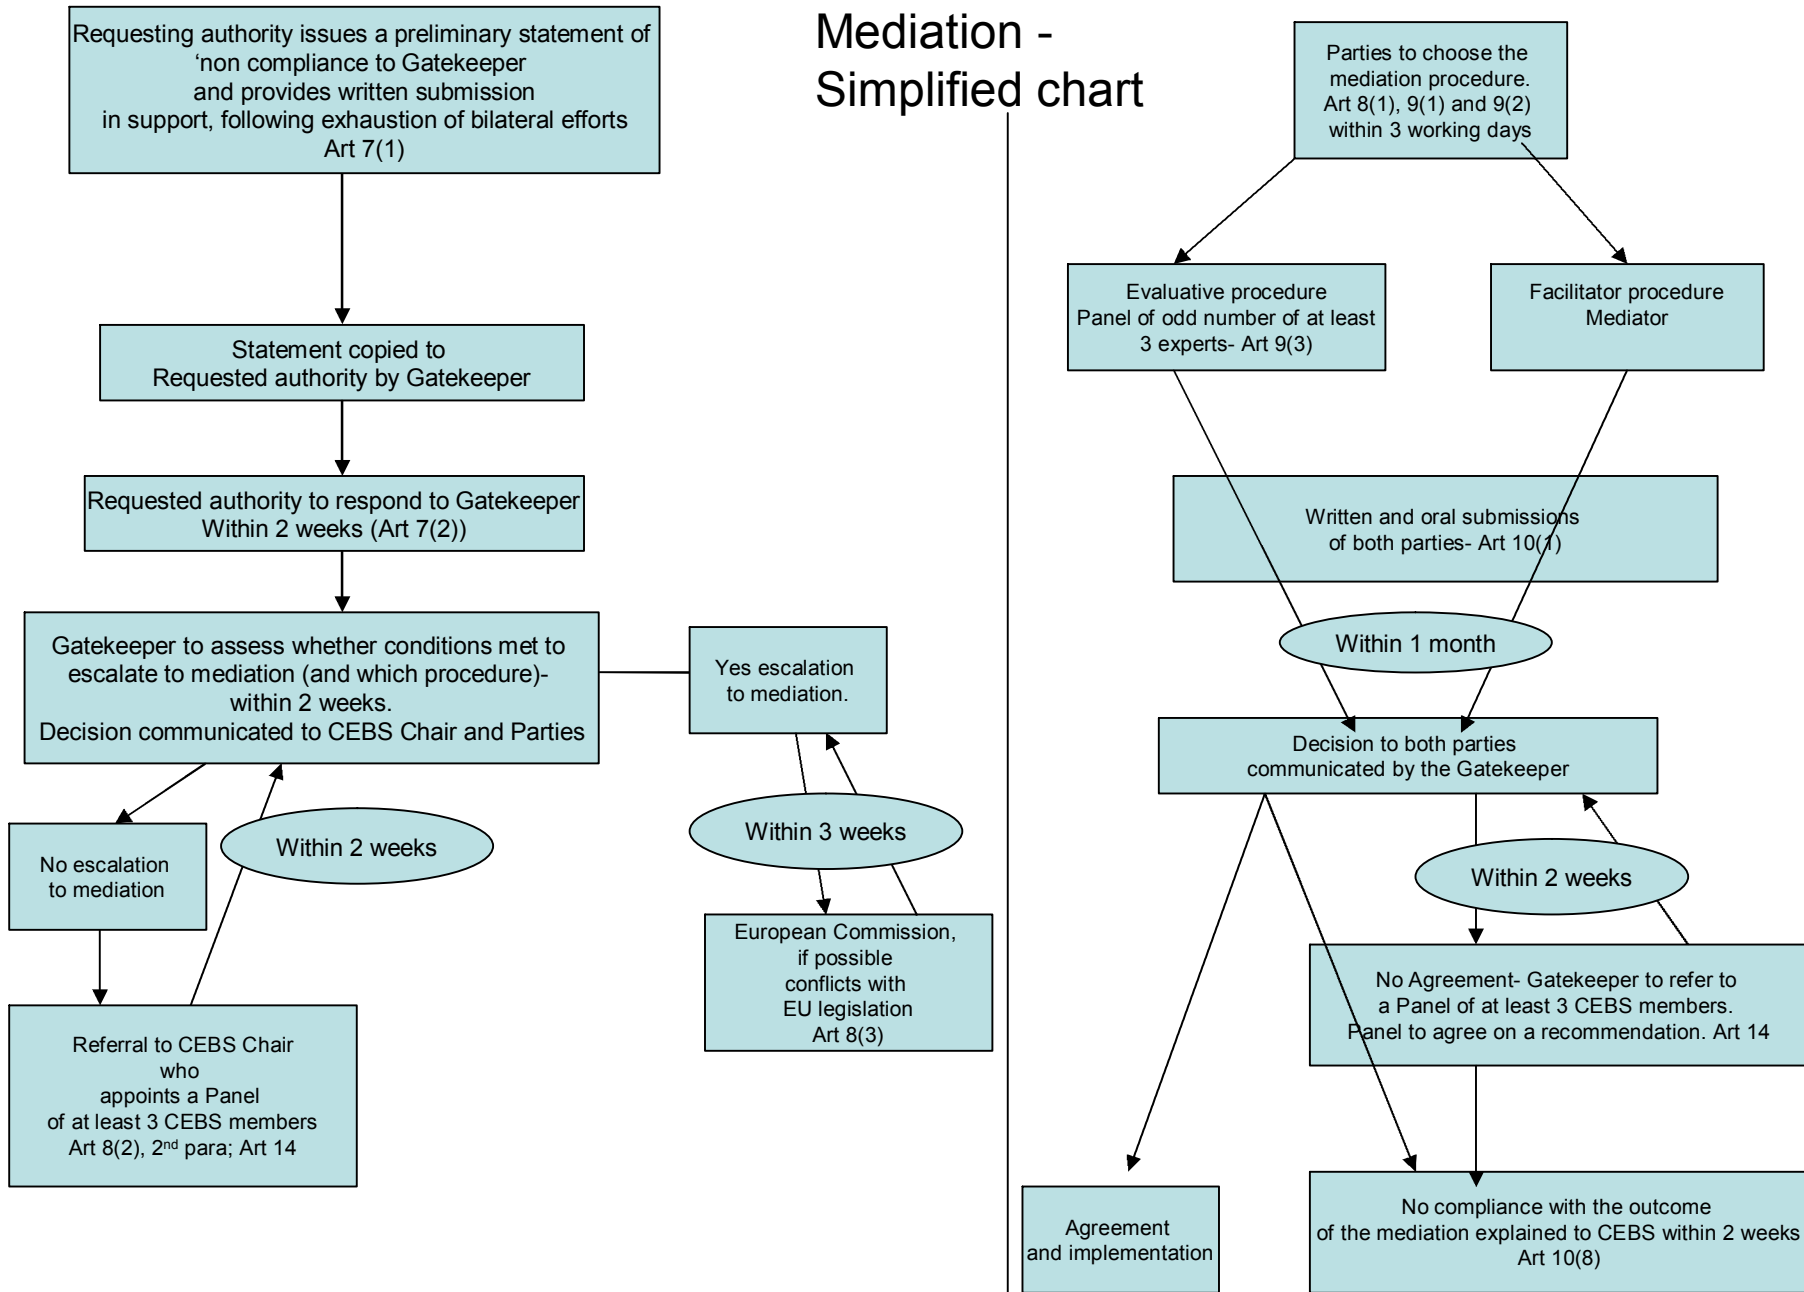 Mediation -
Simplified chart
Requesting authority issues a preliminary statement of
‘non compliance to Gatekeeper
and provides written submission
in support, following exhaustion of bilateral efforts
Art 7(1)
Statement copied to
Requested authority by Gatekeeper
Requested authority to respond to Gatekeeper
Within 2 weeks (Art 7(2))
Gatekeeper to assess whether conditions met to
escalate to mediation (and which procedure)-
within 2 weeks.
Decision communicated to CEBS Chair and Parties
Yes escalation
to mediation.
No escalation
to mediation
Within 2 weeks
Within 3 weeks
Referral to CEBS Chair
who
appoints a Panel
of at least 3 CEBS members
Art 8(2), 2nd para; Art 14
European Commission,
if possible
conflicts with
EU legislation
Art 8(3)
Parties to choose the
mediation procedure.
Art 8(1), 9(1) and 9(2)
within 3 working days
Evaluative procedure
Panel of odd number of at least
3 experts- Art 9(3)
Facilitator procedure
Mediator
Written and oral submissions
of both parties- Art 10(1)
Within 1 month
Decision to both parties
communicated by the Gatekeeper
Within 2 weeks
No Agreement- Gatekeeper to refer to
a Panel of at least 3 CEBS members.
Panel to agree on a recommendation. Art 14
Agreement
and implementation
No compliance with the outcome
of the mediation explained to CEBS within 2 weeks
Art 10(8)